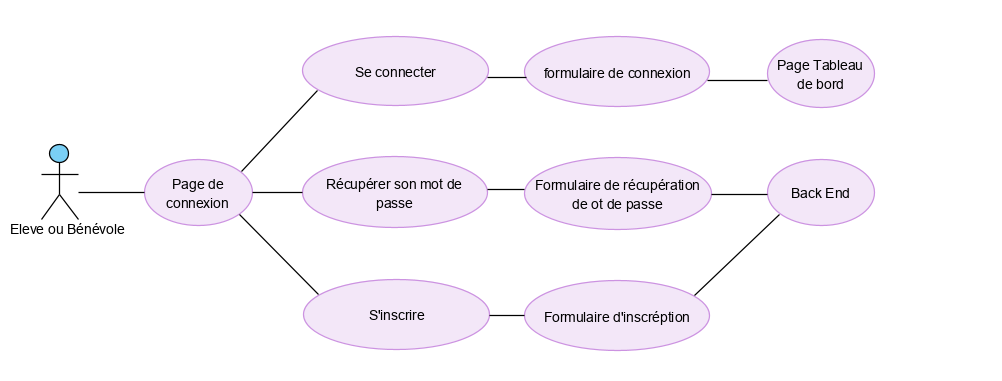 Se connecter
formulaire de connexion
Page Tableau
de bord
Eleve ou Bénévole
Page de
connexion
Récupérer son mot de
passe
Formulaire de récupération
de ot de passe
Back End
S'inscrire
Formulaire d'inscréption